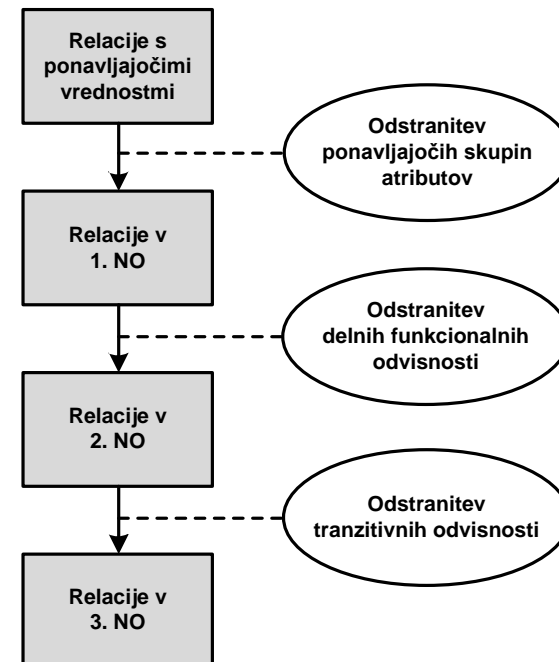 Relacije s
ponavljajočimi
vrednostmi
Odstranitev
ponavljajočih skupin
atributov
Relacije v
1. NO
Odstranitev
delnih funkcionalnih
odvisnosti
Relacije v
2. NO
Odstranitev
tranzitivnih odvisnosti
Relacije v
3. NO